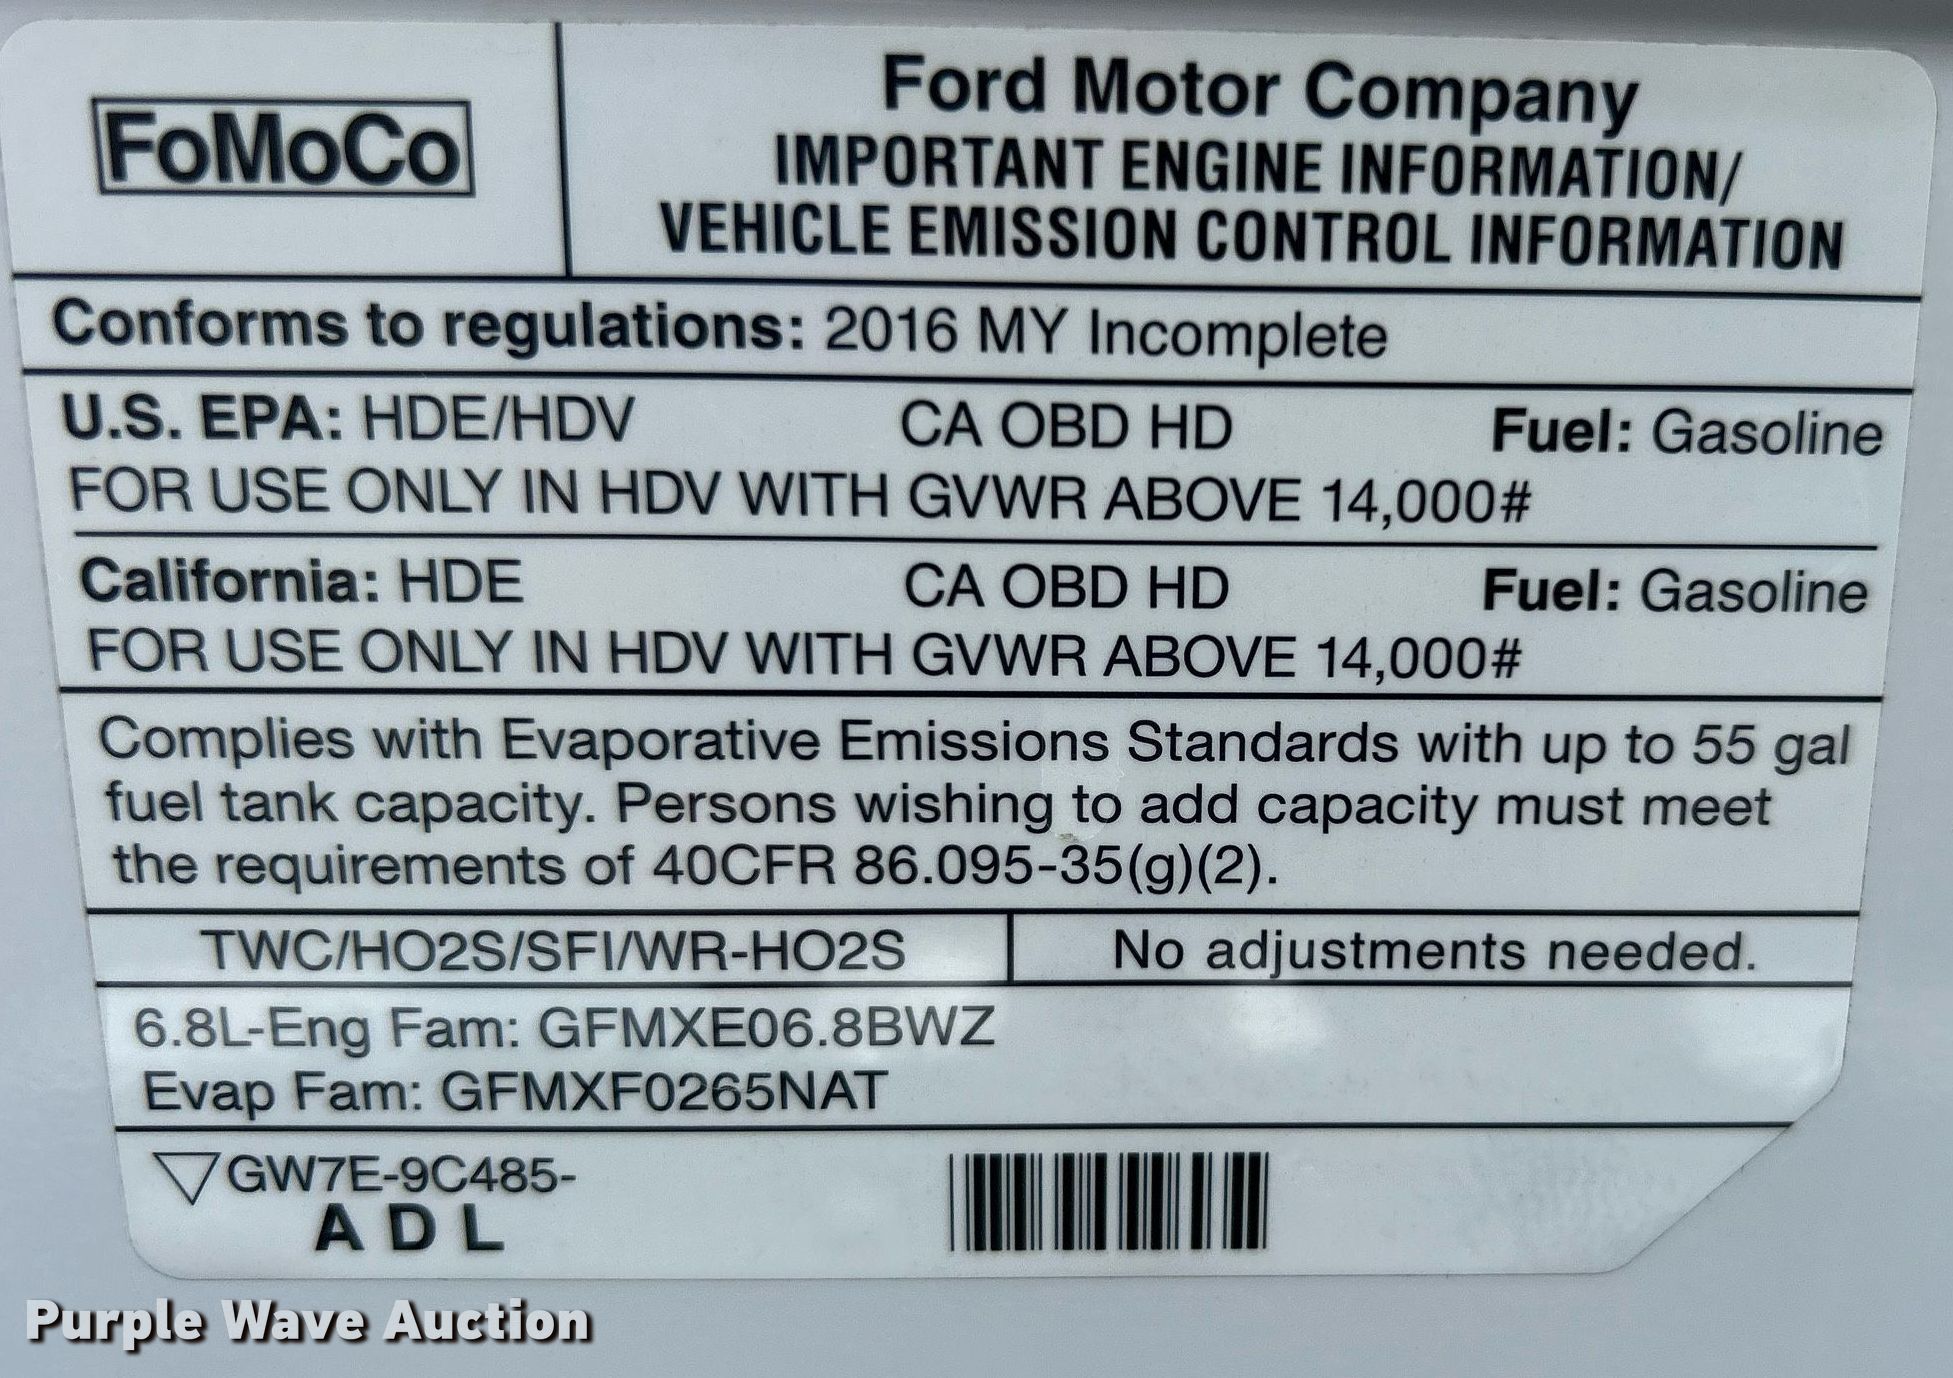 FoMoCo
Ford Motor Company
IMPORTANT ENGINE INFORMATION/
VEHICLE EMISSION CONTROL INFORMATION
Conforms to regulations: 2016 MY Incomplete
U.S. EPA: HDE/HDV CA OBD HD Fuel: Gasoline
FOR USE ONLY IN HDV WITH GVWR ABOVE 14,000#
California: HDE CA OBD HD Fuel: Gasoline
FOR USE ONLY IN HDV WITH GVWR ABOVE 14,000#
Complies with Evaporative Emissions Standards with up to 55 gal
fuel tank capacity. Persons wishing to add capacity must meet
the requirements of 40CFR 86.095-35(g)(2).
TWC/HO2S/SFI/WR-HO2S No adjustments needed.
6.8L-Eng Fam: GFMXE06.8BWZ
Evap Fam: GFMXF0265NAT
GW7E-9C485-
A D L
Purple Wave Auction